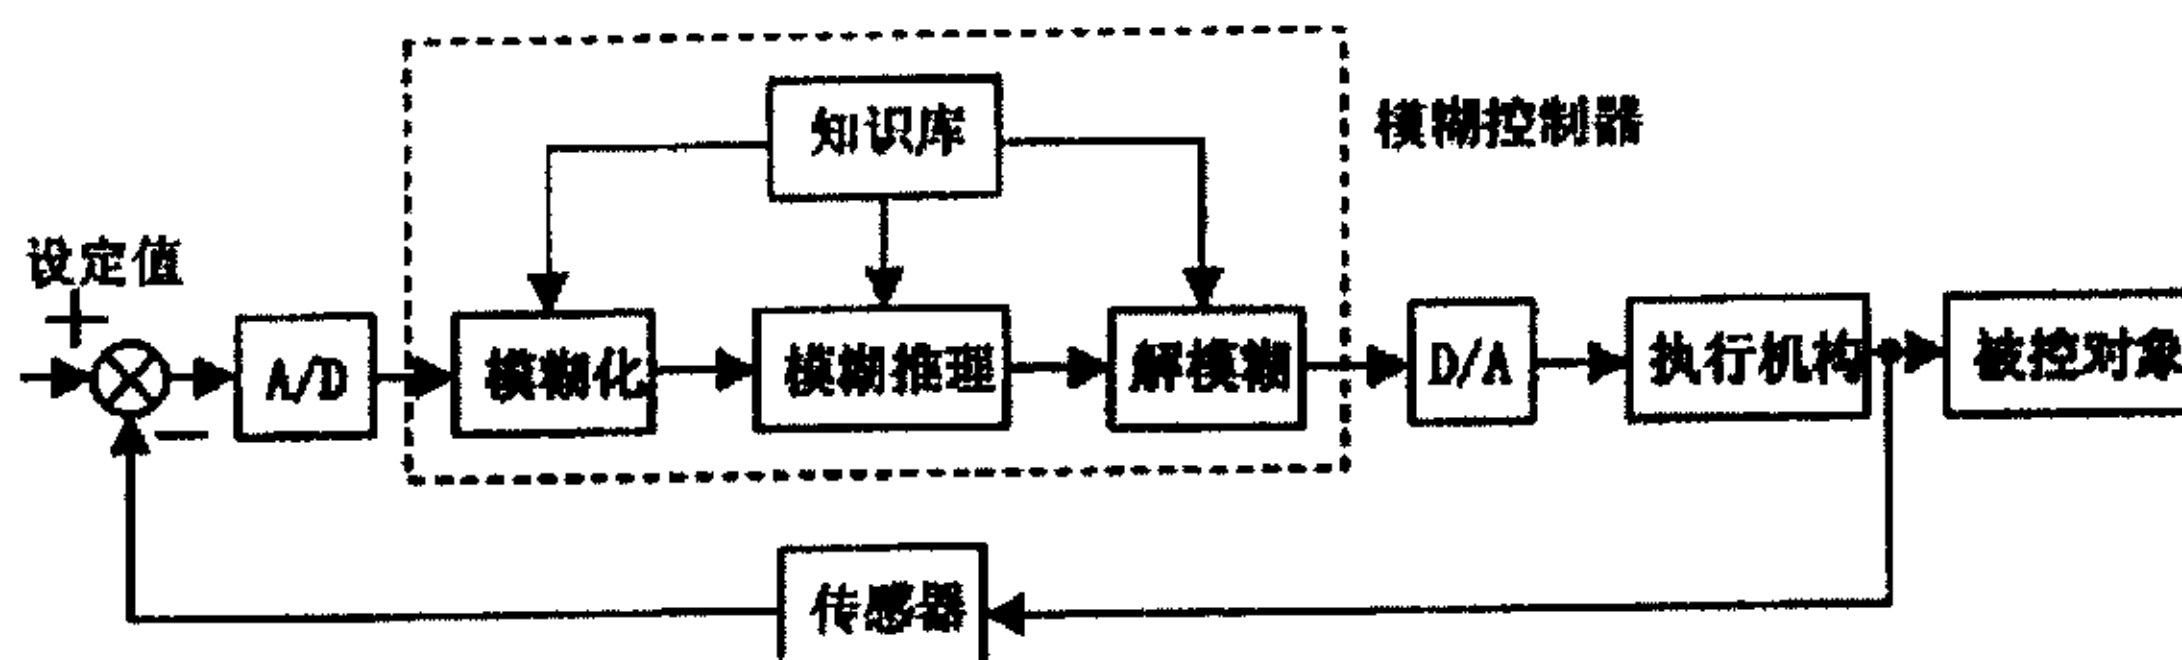 知识库
模糊控制器
设定值
+
A/D
模糊化
模糊推理
解模糊
D/A
执行机构
被控对象
−
传感器